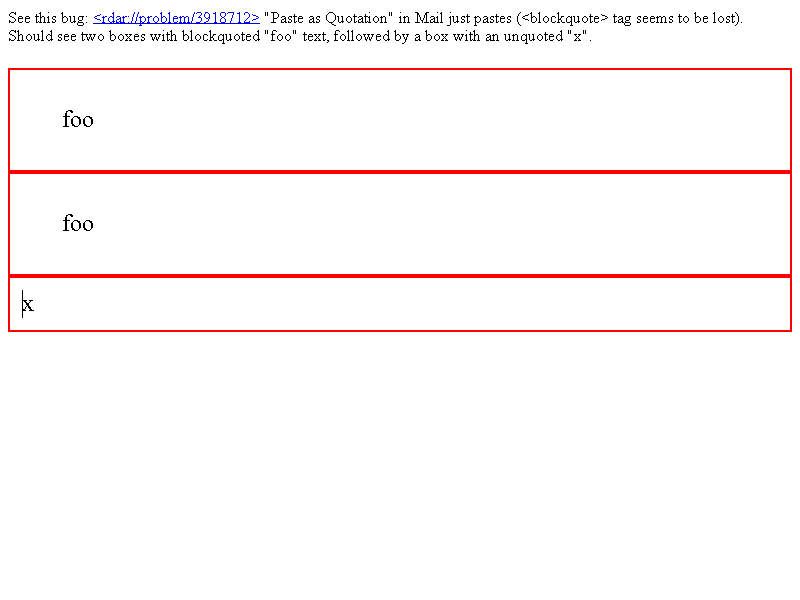 See this bug: <rdar://problem/3918712> "Paste as Quotation" in Mail just pastes (<blockquote> tag seems to be lost).
Should see two boxes with blockquoted "foo" text, followed by a box with an unquoted "x".
foo
foo
x